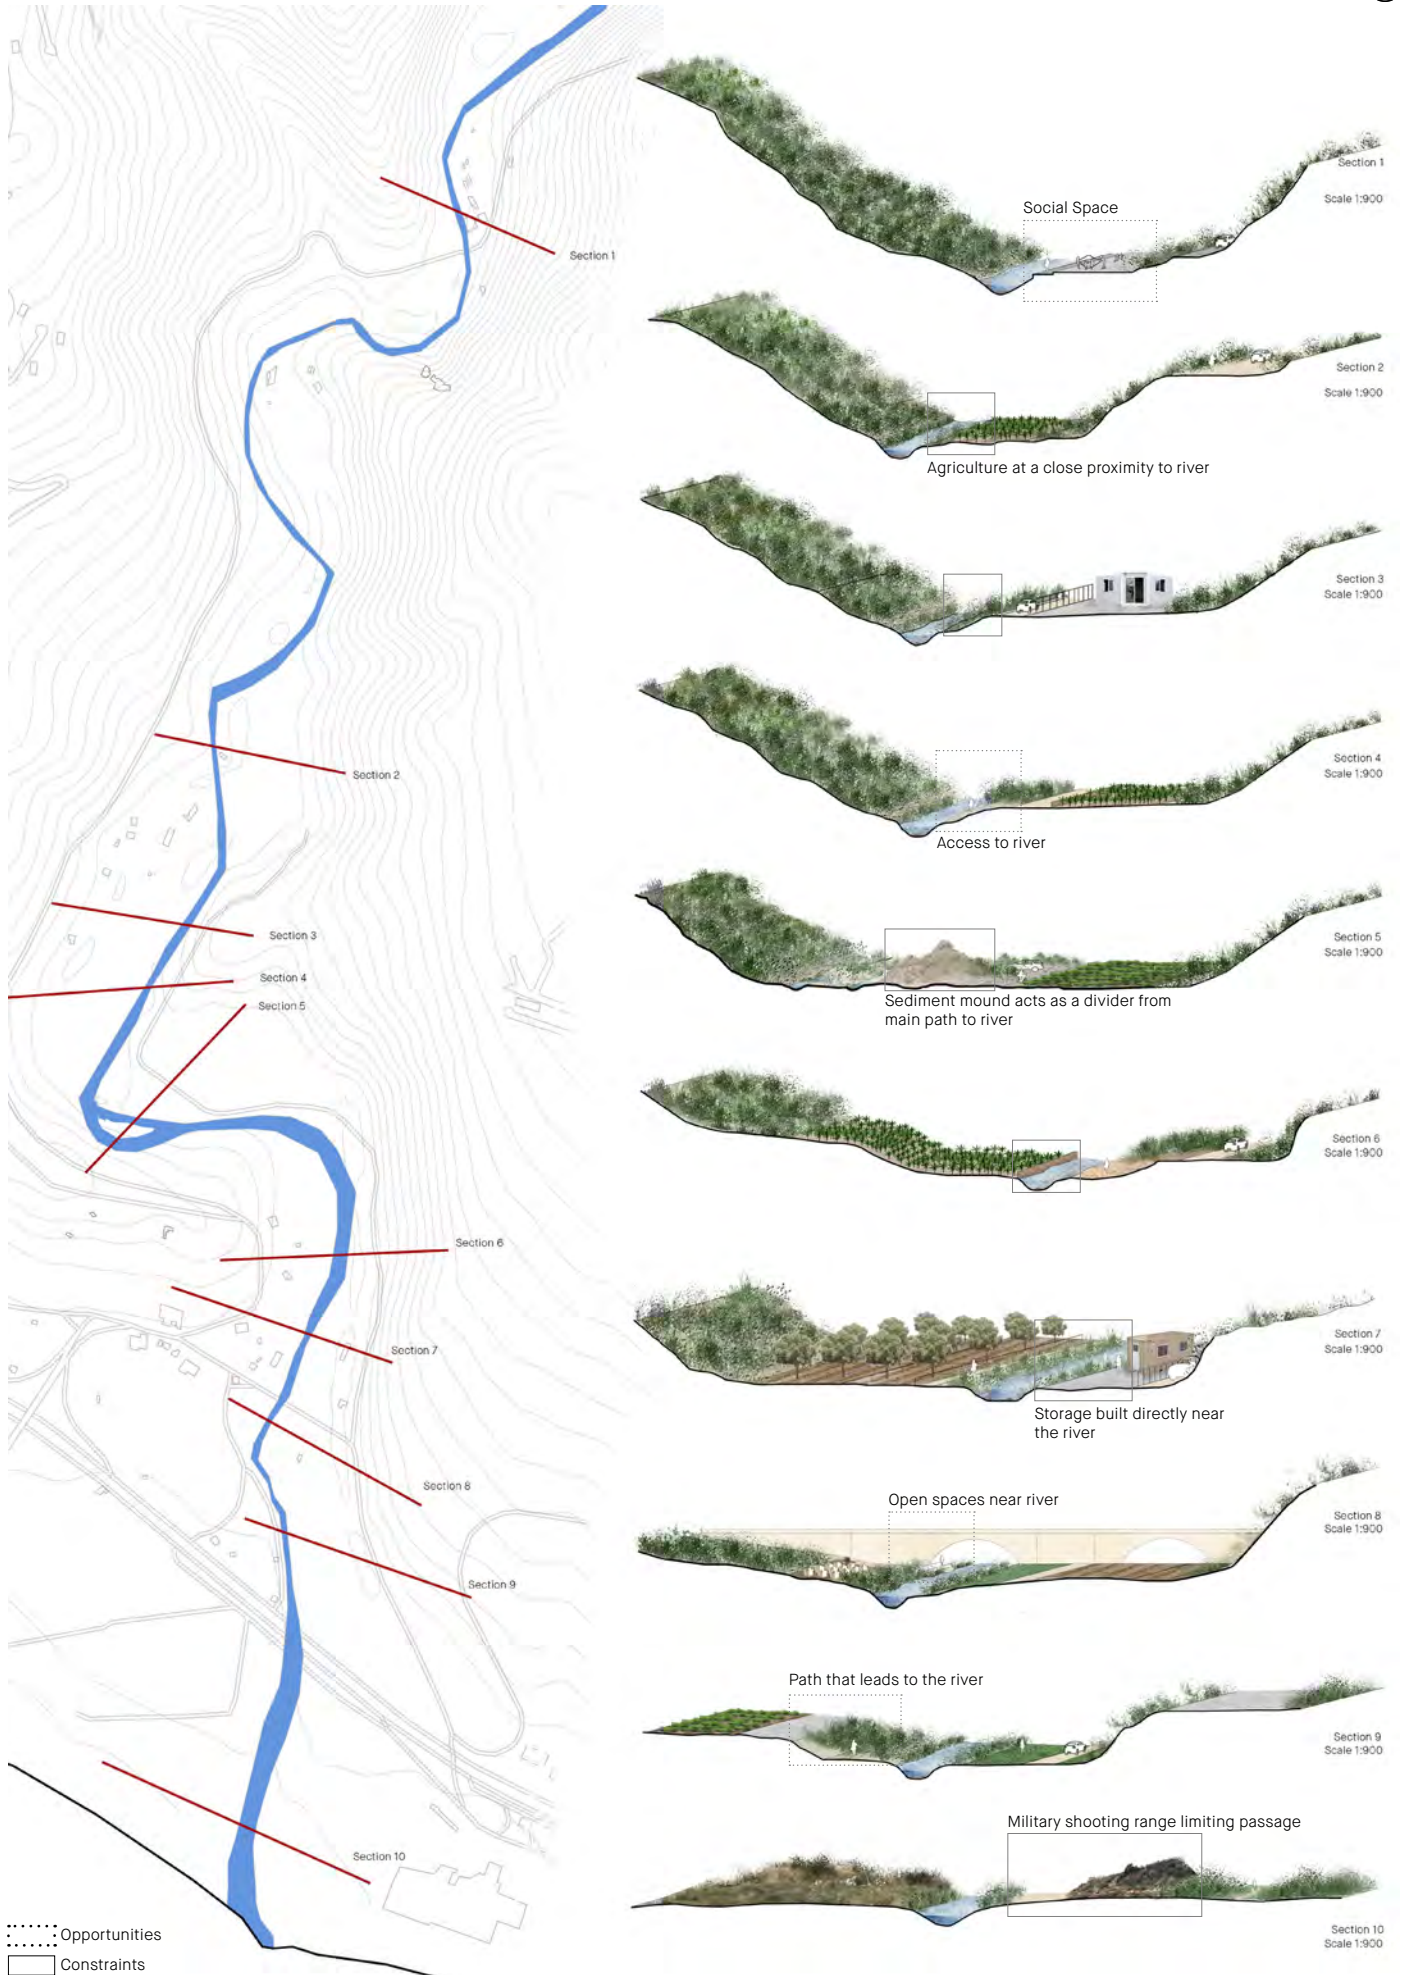 Section 1
Section 2
Section 3
Section 4
Section 5
Section 6
Section 7
Section 8
Section 9
Section 10
Opportunities
Constraints
Section 1
Scale 1:900
Social Space
Section 2
Scale 1:900
Agriculture at a close proximity to river
Section 3
Scale 1:900
Section 4
Scale 1:900
Access to river
Section 5
Scale 1:900
Sediment mound acts as a divider from
main path to river
Section 6
Scale 1:900
Section 7
Scale 1:900
Storage built directly near
the river
Open spaces near river
Section 8
Scale 1:900
Path that leads to the river
Section 9
Scale 1:900
Military shooting range limiting passage
Section 10
Scale 1:900